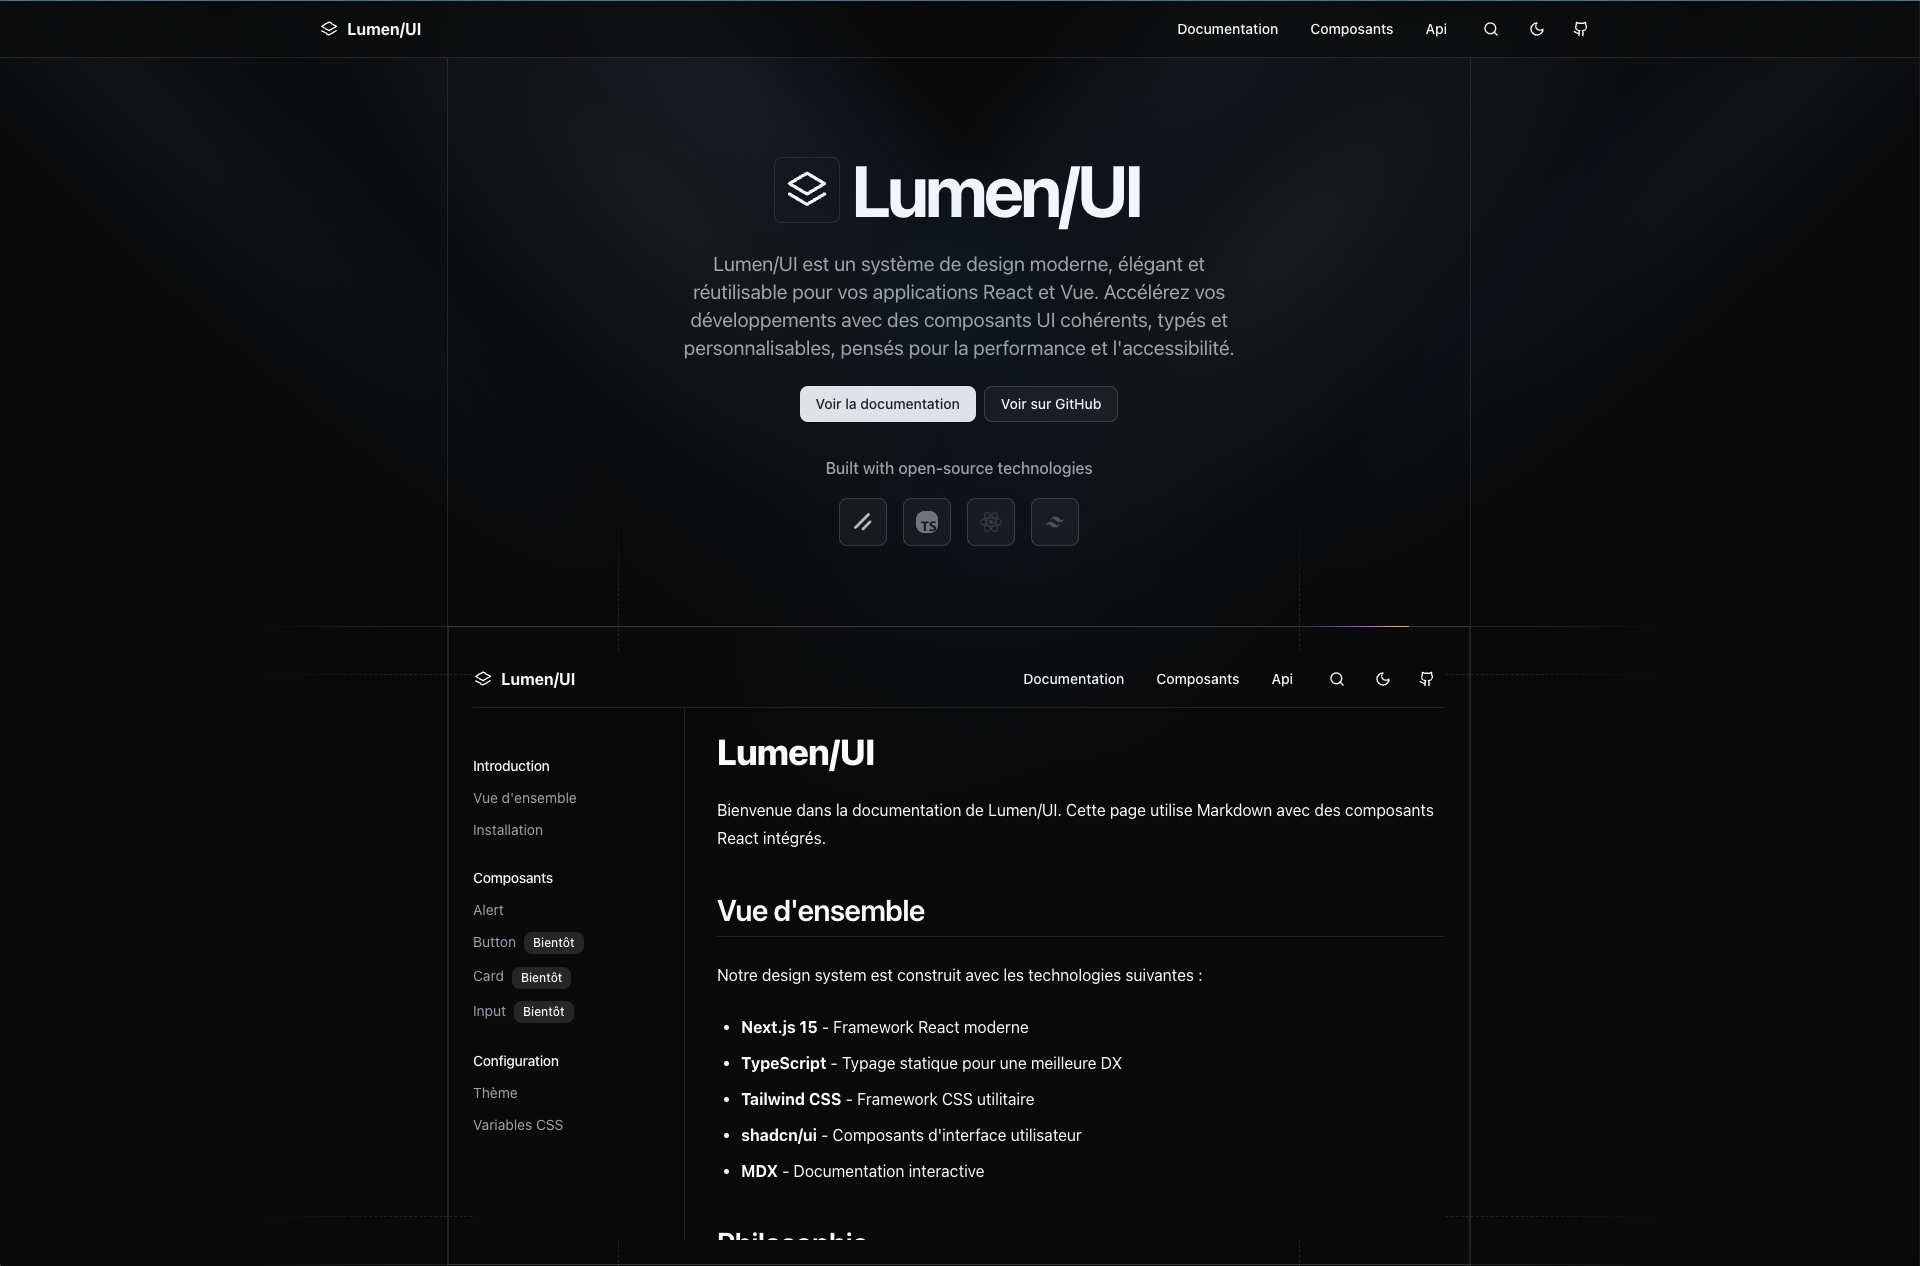 Lumen/UI
Documentation
Composants
Api
Lumen/UI
Lumen/UI est un système de design moderne, élégant et
réutilisable pour vos applications React et Vue. Accélérez vos
développements avec des composants UI cohérents, typés et
personnalisables, pensés pour la performance et l'accessibilité.
Voir la documentation
Voir sur GitHub
Built with open-source technologies
TS
Lumen/UI
Documentation
Composants
Api
Introduction
Vue d'ensemble
Installation
Composants
Alert
Button Bientôt
Card Bientôt
Input Bientôt
Configuration
Thème
Variables CSS
Lumen/UI
Bienvenue dans la documentation de Lumen/UI. Cette page utilise Markdown avec des composants
React intégrés.
Vue d'ensemble
Notre design system est construit avec les technologies suivantes :
• Next.js 15 - Framework React moderne
• TypeScript - Typage statique pour une meilleure DX
• Tailwind CSS - Framework CSS utilitaire
• shadcn/ui - Composants d'interface utilisateur
• MDX - Documentation interactive
Philosophie